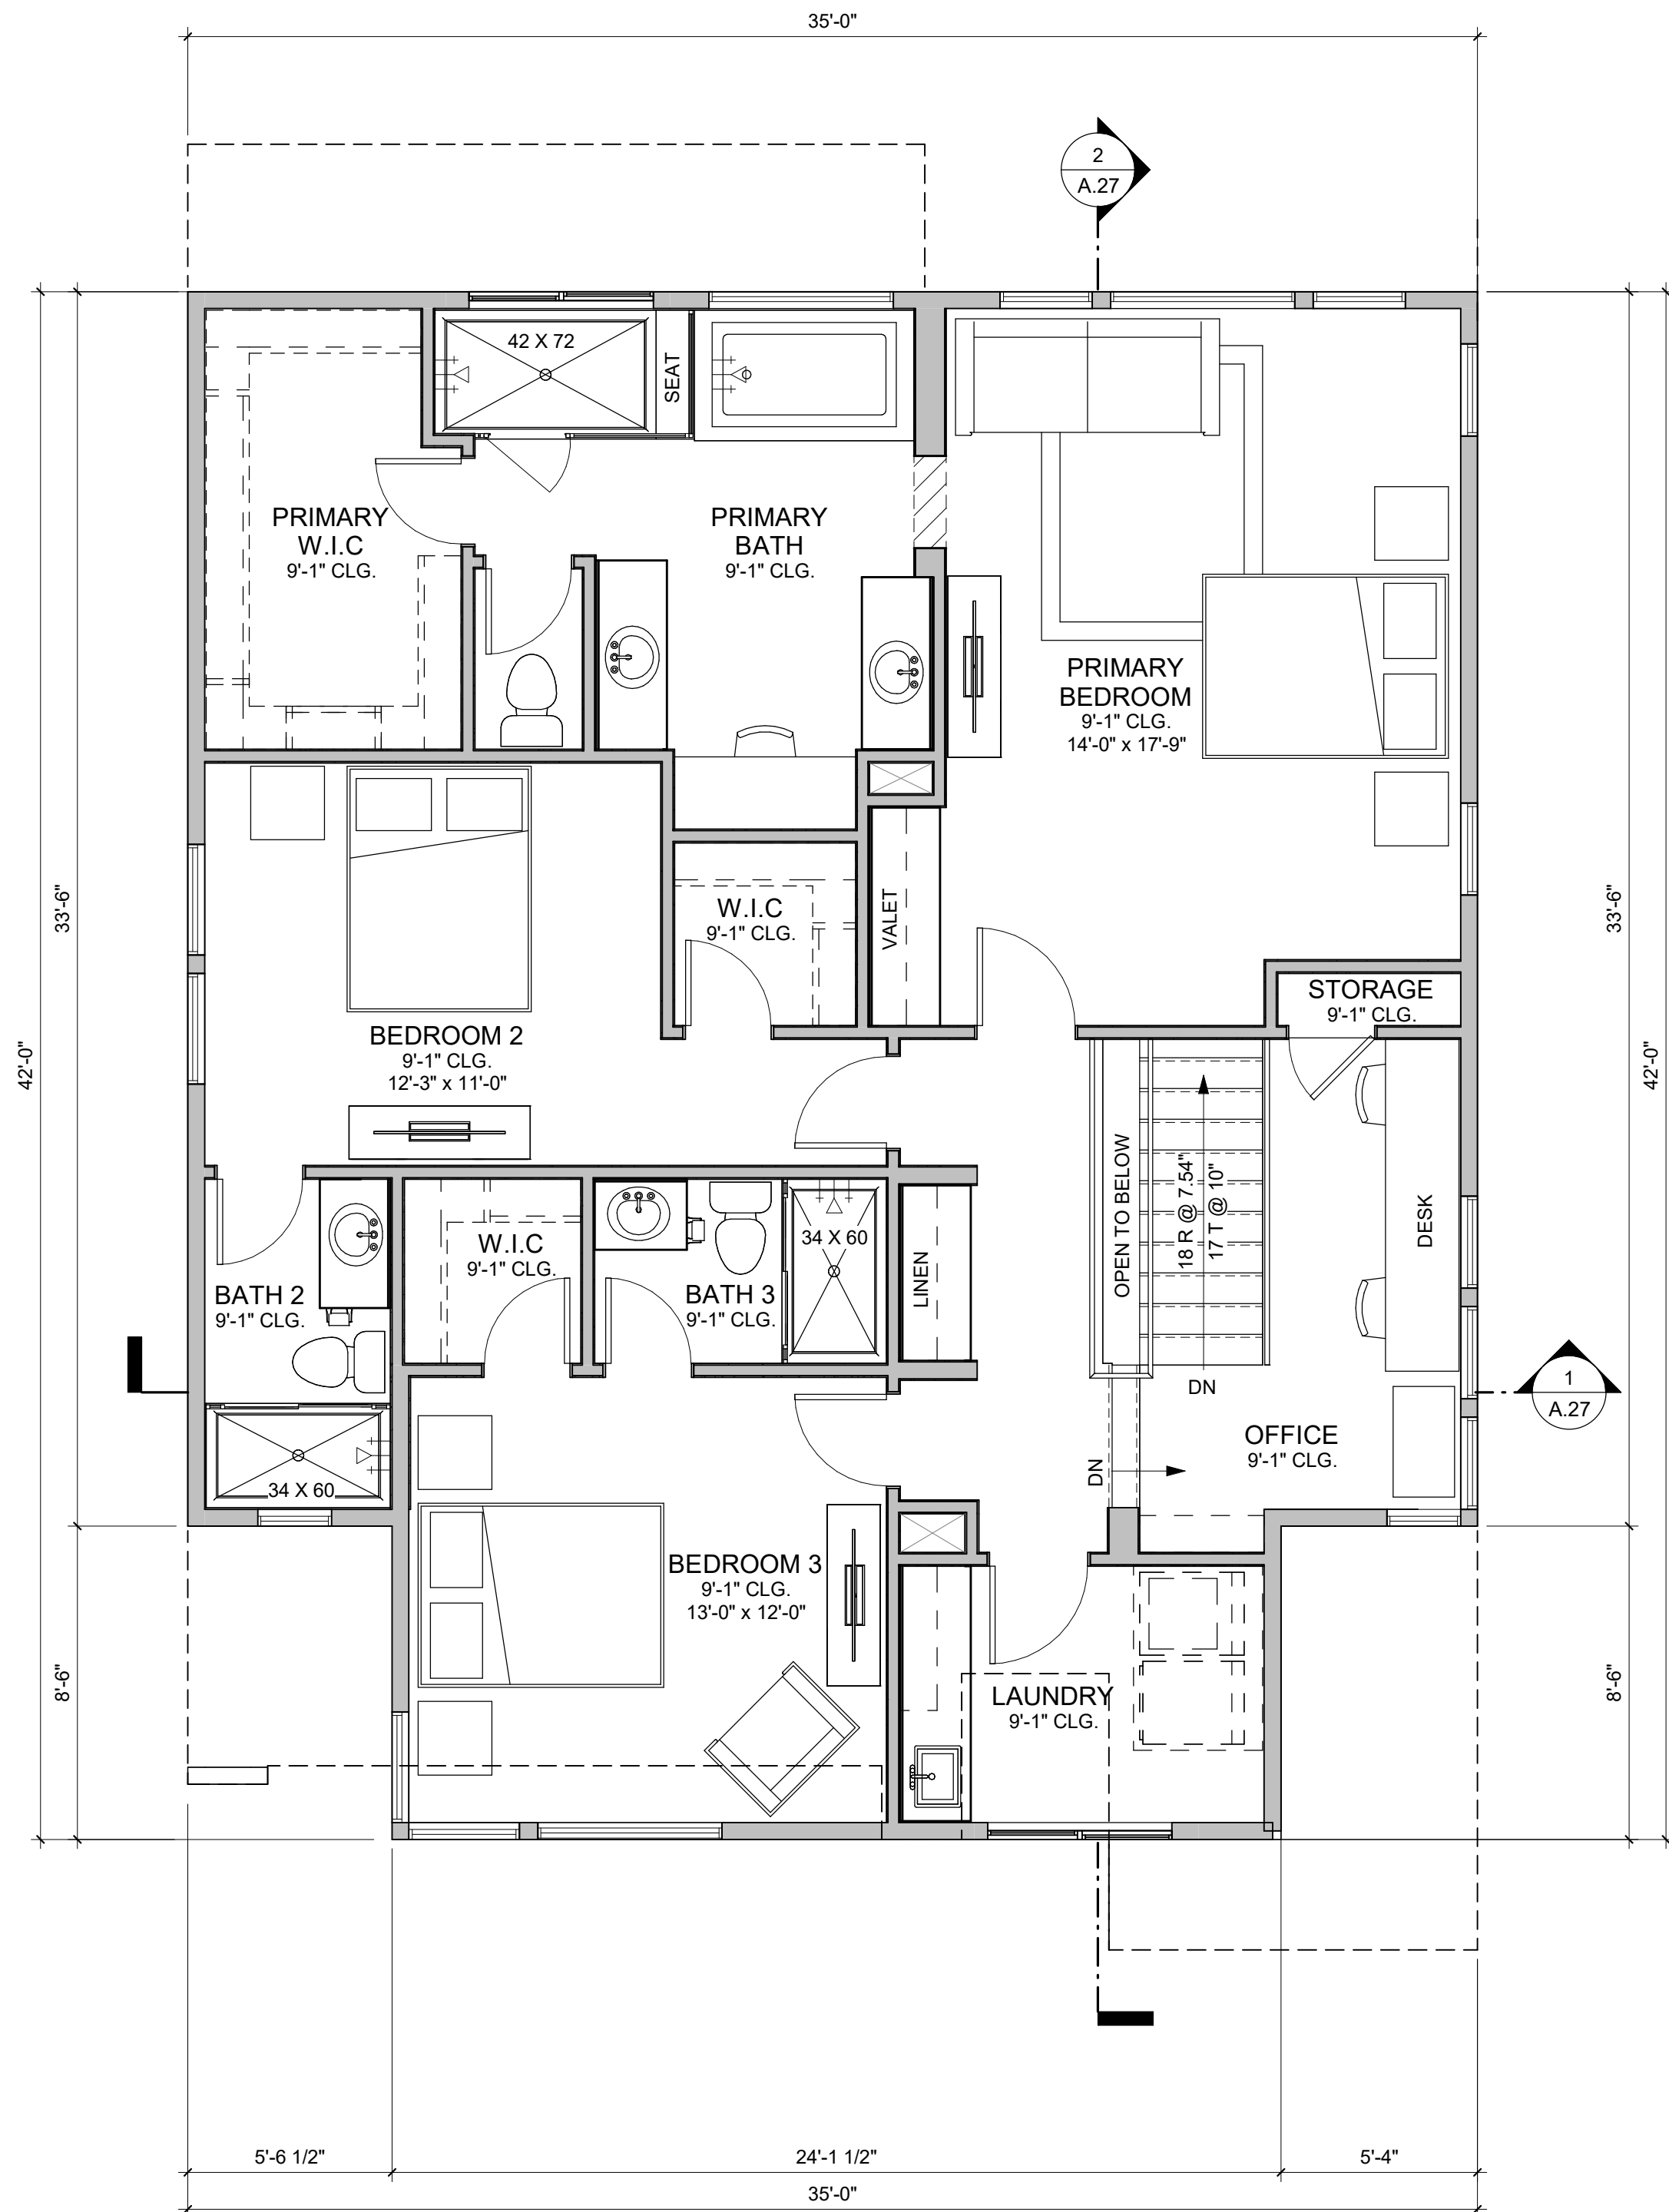 35'-0"
2
A.27
42 X 72
SEAT
PRIMARY
W.I.C
9'-1" CLG.
PRIMARY
BATH
9'-1" CLG.
PRIMARY
BEDROOM
9'-1" CLG.
14'-0" x 17'-9"
33'-6"
42'-0"
W.I.C
9'-1" CLG.
VALET
33'-6"
42'-0"
STORAGE
9'-1" CLG.
BEDROOM 2
9'-1" CLG.
12'-3" x 11'-0"
OPEN TO BELOW
18 R @ 7.54"
17 T @ 10"
DESK
W.I.C
9'-1" CLG.
34 X 60
LINEN
BATH 2
9'-1" CLG.
BATH 3
9'-1" CLG.
DN
1
A.27
OFFICE
9'-1" CLG.
DN
34 X 60
BEDROOM 3
9'-1" CLG.
13'-0" x 12'-0"
8'-6"
LAUNDRY
9'-1" CLG.
8'-6"
5'-6 1/2"
24'-1 1/2"
5'-4"
35'-0"